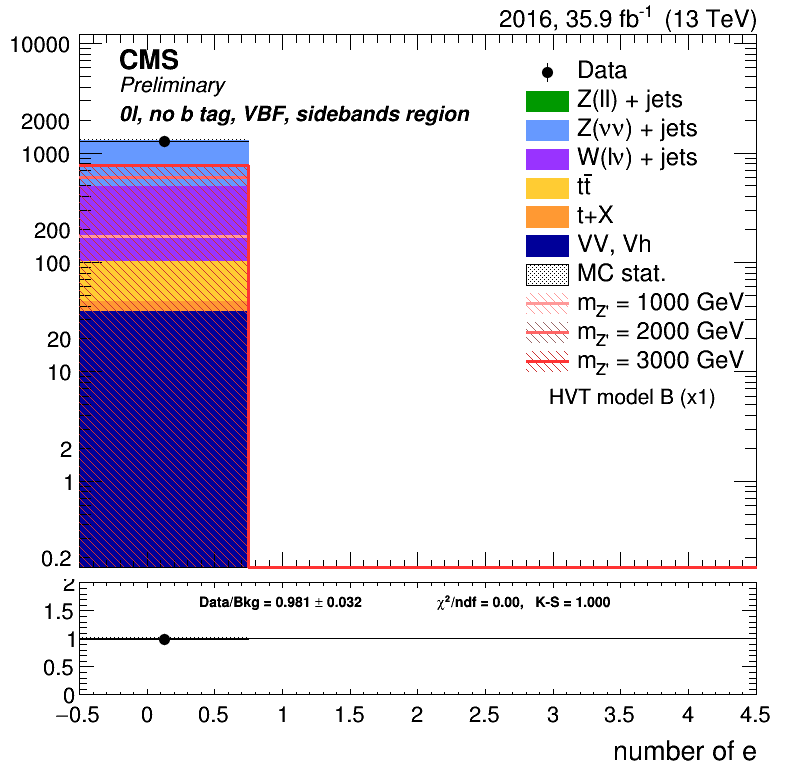 2016, 35.9 fb⁻¹ (13 TeV)
CMS
Preliminary
0l, no b tag, VBF, sidebands region
Data
Z(ll) + jets
Z(νν) + jets
W(lν) + jets
tt̄
t+X
VV, Vh
MC stat.
m_Z' = 1000 GeV
m_Z' = 2000 GeV
m_Z' = 3000 GeV
HVT model B (x1)
10000
2000
1000
200
100
20
10
2
1
0.2
Data/Bkg = 0.981 ± 0.032 χ²/ndf = 0.00, K-S = 1.000
2
1.5
1
0.5
0
−0.5 0 0.5 1 1.5 2 2.5 3 3.5 4 4.5
number of e